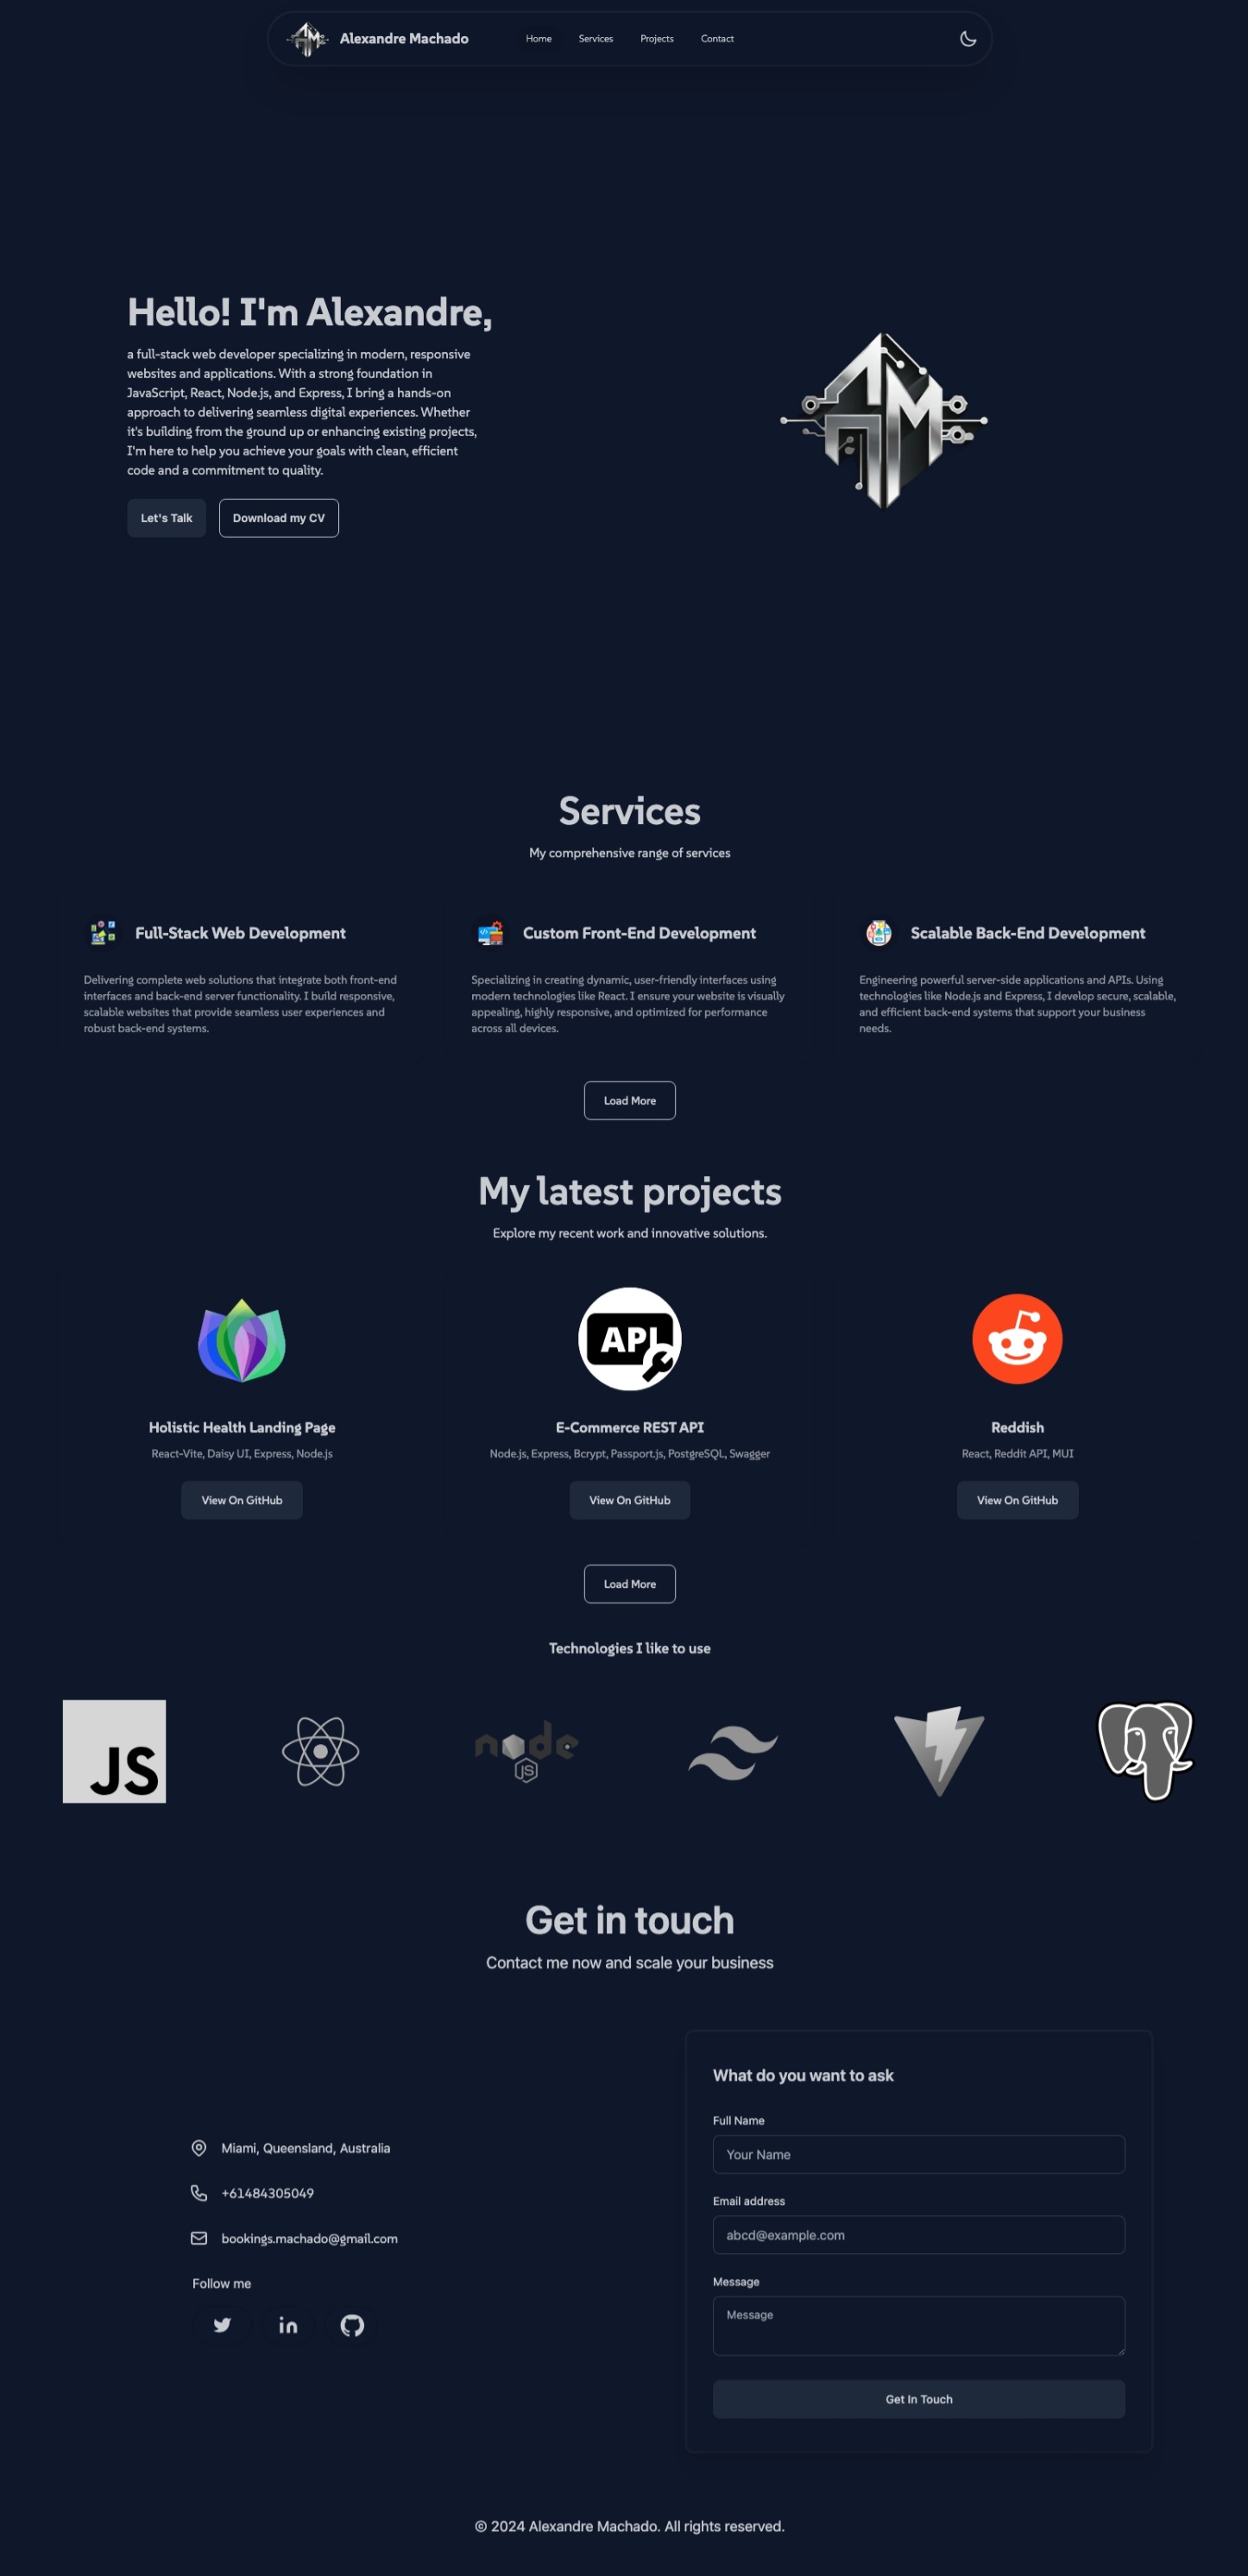 Alexandre Machado
Home
Services
Projects
Contact
Hello! I'm Alexandre,
a full-stack web developer specializing in modern, responsive
websites and applications. With a strong foundation in
JavaScript, React, Node.js, and Express, I bring a hands-on
approach to delivering seamless digital experiences. Whether
it's building from the ground up or enhancing existing projects,
I'm here to help you achieve your goals with clean, efficient
code and a commitment to quality.
Let's Talk
Download my CV
AM
Services
My comprehensive range of services
Full-Stack Web Development
Delivering complete web solutions that integrate both front-end
interfaces and back-end server functionality. I build responsive,
scalable websites that provide seamless user experiences and
robust back-end systems.
Custom Front-End Development
Specializing in creating dynamic, user-friendly interfaces using
modern technologies like React. I ensure your website is visually
appealing, highly responsive, and optimized for performance
across all devices.
Scalable Back-End Development
Engineering powerful server-side applications and APIs. Using
technologies like Node.js and Express, I develop secure, scalable,
and efficient back-end systems that support your business
needs.
Load More
My latest projects
Explore my recent work and innovative solutions.
Holistic Health Landing Page
React-Vite, Daisy UI, Express, Node.js
View On GitHub
API
E-Commerce REST API
Node.js, Express, Bcrypt, Passport.js, PostgreSQL, Swagger
View On GitHub
Reddish
React, Reddit API, MUI
View On GitHub
Load More
Technologies I like to use
JS
node
JS
Get in touch
Contact me now and scale your business
Miami, Queensland, Australia
+61484305049
bookings.machado@gmail.com
Follow me
What do you want to ask
Full Name
Your Name
Email address
abcd@example.com
Message
Message
Get In Touch
© 2024 Alexandre Machado. All rights reserved.